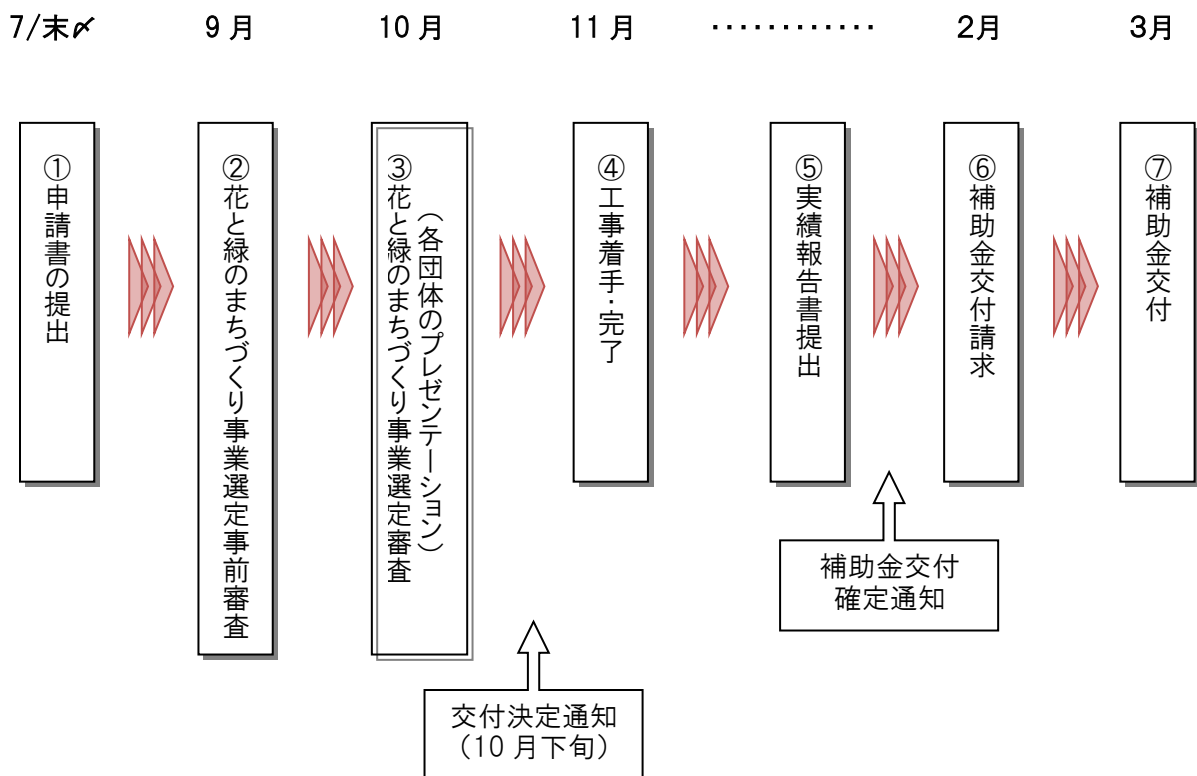 7/末〆
9月
10月
11月
‥‥‥‥‥‥
2月
3月
①申請書の提出
②花と緑のまちづくり事業選定事前審査
③花と緑のまちづくり事業選定審査
（各団体のプレゼンテーション）
④工事着手・完了
⑤実績報告書提出
⑥補助金交付請求
⑦補助金交付
補助金交付
確定通知
交付決定通知
（10月下旬）